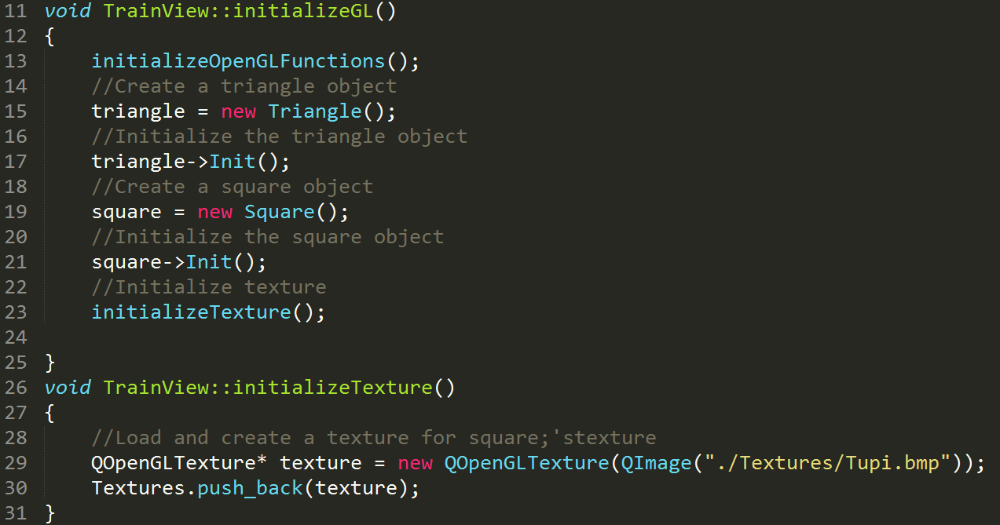 11 void TrainView::initializeGL()
12 {
13     initializeOpenGLFunctions();
14     //Create a triangle object
15     triangle = new Triangle();
16     //Initialize the triangle object
17     triangle->Init();
18     //Create a square object
19     square = new Square();
20     //Initialize the square object
21     square->Init();
22     //Initialize texture
23     initializeTexture();
24
25 }
26 void TrainView::initializeTexture()
27 {
28     //Load and create a texture for square;'stexture
29     QOpenGLTexture* texture = new QOpenGLTexture(QImage("./Textures/Tupi.bmp"));
30     Textures.push_back(texture);
31 }